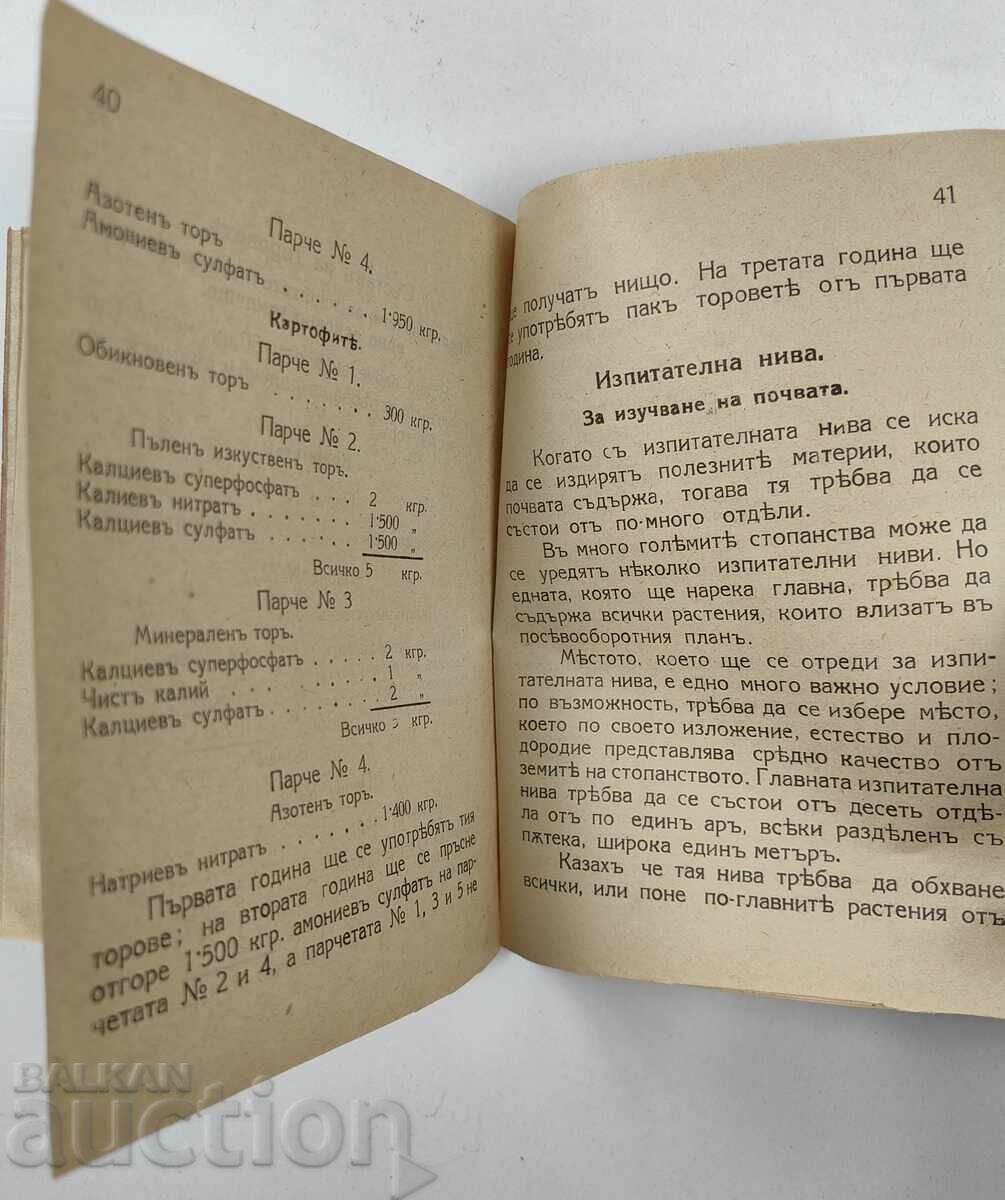 40
Парче № 4.
Азотенъ торъ
Амониевъ сулфатъ . . . . . . 1·950 кгр.
Картофитѣ.
Парче № 1.
Обикновенъ торъ . . . . . . . 300 кгр.
Парче № 2.
Пъленъ изкуственъ торъ.
Калциевъ суперфосфатъ . . . 2 кгр.
Калиевъ нитратъ . . . . . . . 1·500 „
Калциевъ сулфатъ . . . . . . 1·500 „
Всичко 5 кгр.
Парче № 3
Минераленъ торъ.
Калциевъ суперфосфатъ . . . . . 2 кгр.
Чистъ калий . . . . . . . . 1 „
Калциевъ сулфатъ . . . . . . . 2 „
Всичко 5 кгр.
Парче № 4.
Азотенъ торъ.
Натриевъ нитратъ . . . . . . 1·400 кгр.
Първата година ще се употрѣбятъ тия
торове; на втората година ще се пръсне
отгоре 1·500 кгр. амониевъ сулфатъ на пар-
четата № 2 и 4, а парчетата № 1, 3 и 5 не
41
ще получатъ нищо. На третата година ще
се употрѣбятъ пакъ тороветѣ отъ първата
година.
Изпитателна нива.
За изучване на почвата.
Когато съ изпитателната нива се иска
да се издирятъ полезнитѣ материи, които
почвата съдържа, тогава тя трѣбва да се
състои отъ по-много отдѣли.
Въ много голѣмитѣ стопанства може да
се уредятъ нѣколко изпитателни ниви. Но
едната, която ще нарека главна, трѣбва да
съдържа всички растения, които влизатъ въ
посѣвооборотния планъ.
Мѣстото, което ще се отреди за изпи-
тателната нива, е едно много важно условие;
по възможность, трѣбва да се избере мѣсто,
което по своето изложение, естество и пло-
дородие представлява срѣдно качество отъ
земитѣ на стопанството. Главната изпитателна
нива трѣбва да се състои отъ десеть отдѣ-
ла отъ по единъ аръ, всѣки раздѣленъ съ
пѫтека, широка единъ метъръ.
Казахъ че тая нива трѣбва да обхване
всички, или поне по-главнитѣ растения отъ
BALKAN
auction